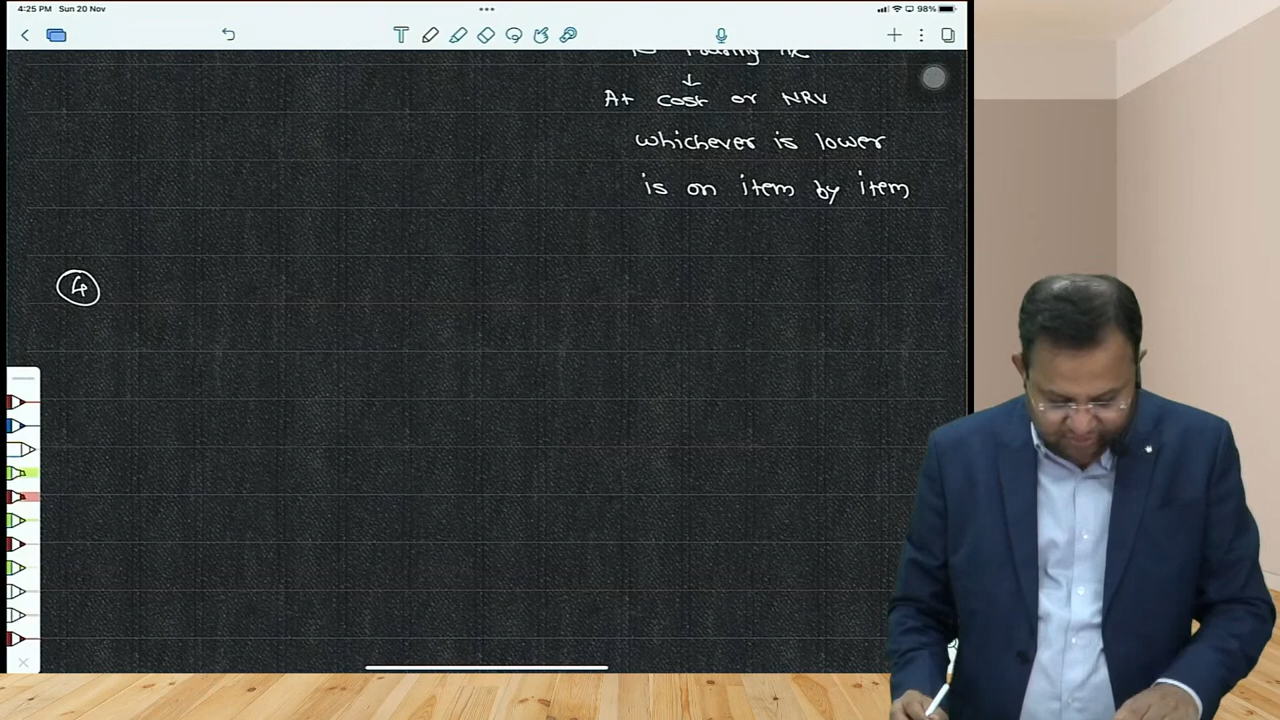 4:25 PM Sun 20 Nov
98%
T
At cost or NRV
whichever is lower
is on item by item
4